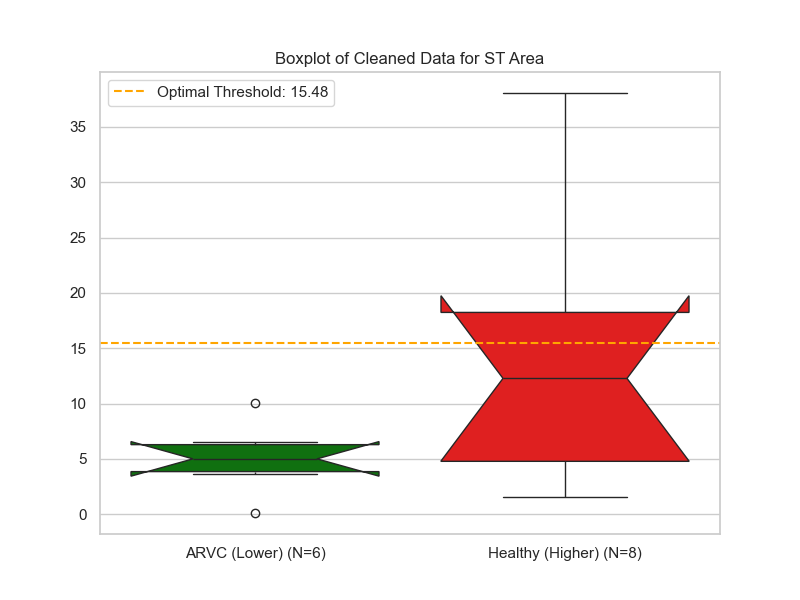 Boxplot of Cleaned Data for ST Area
Optimal Threshold: 15.48
35
30
25
20
15
10
5
0
ARVC (Lower) (N=6)
Healthy (Higher) (N=8)